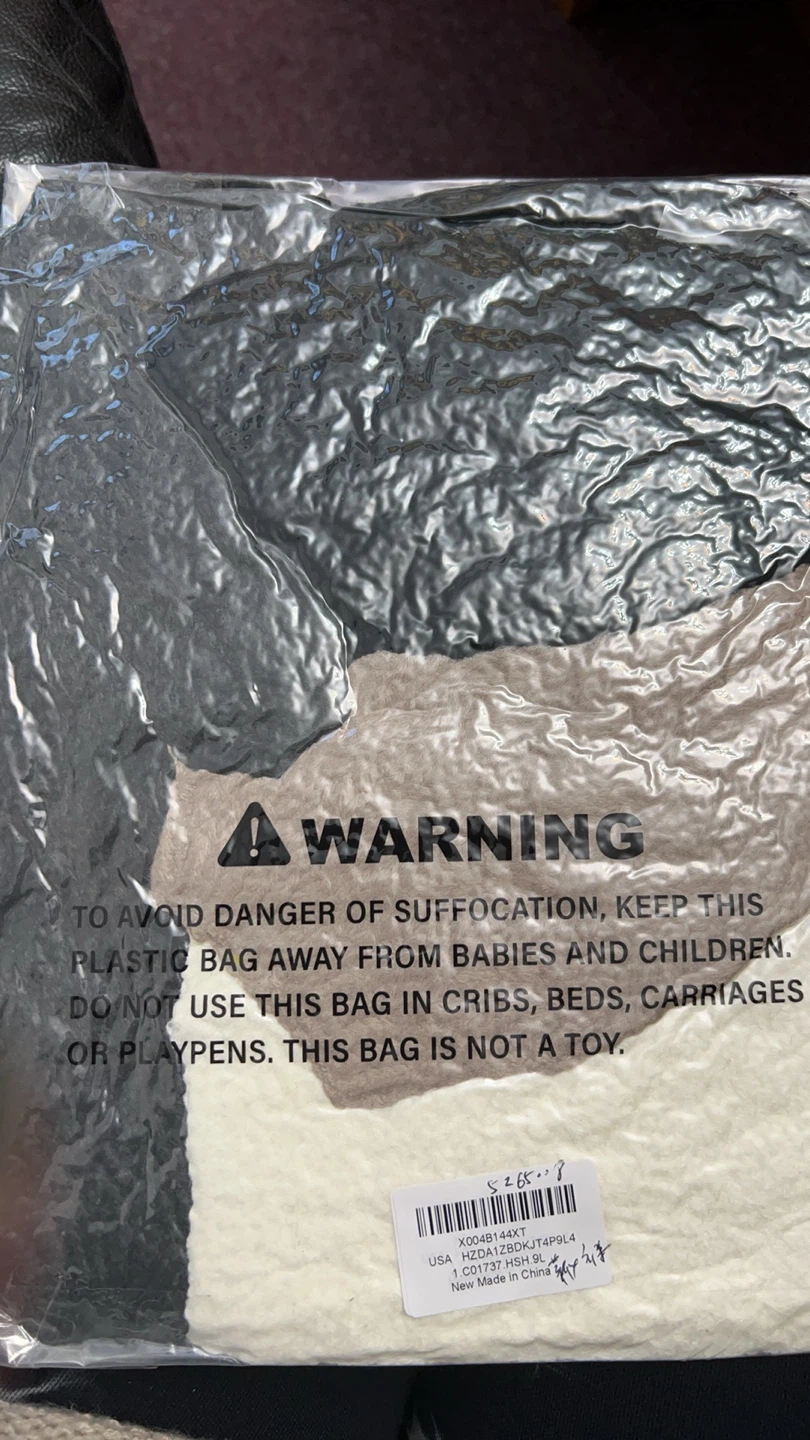 WARNING
TO AVOID DANGER OF SUFFOCATION, KEEP THIS
PLASTIC BAG AWAY FROM BABIES AND CHILDREN.
DO NOT USE THIS BAG IN CRIBS, BEDS, CARRIAGES
OR PLAYPENS. THIS BAG IS NOT A TOY.
X004B144XT
USA HZDA1ZBDKJT4P9L4
1.C01737.HSH.9L
New Made in China